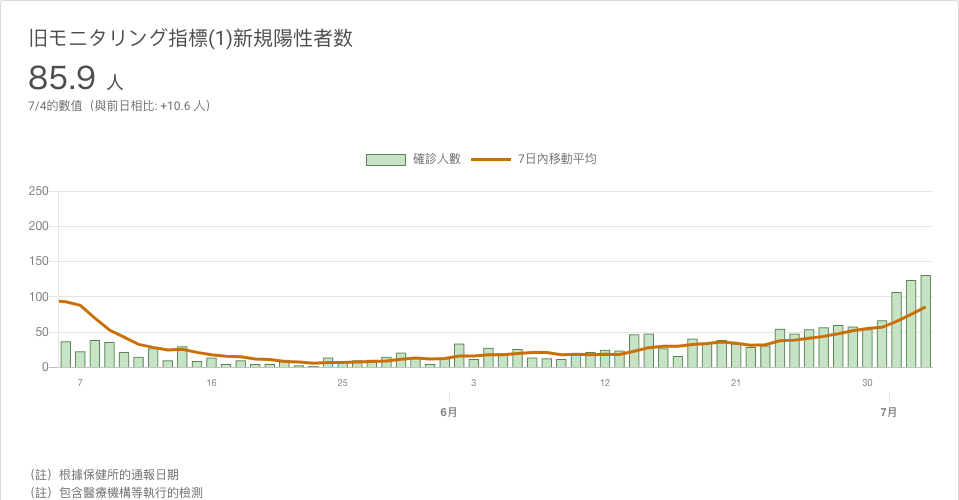 旧モニタリング指標(1)新規陽性者数
85.9 人
7/4的數值（與前日相比: +10.6 人）
確診人數 7日內移動平均
250
200
150
100
50
0
7 16 25 3 12 21 30
6月 7月
（註）根據保健所的通報日期
（註）包含醫療機構等執行的檢測